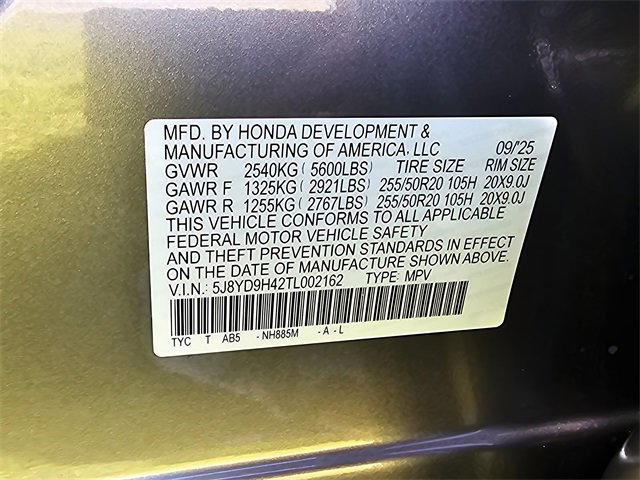 MFD. BY HONDA DEVELOPMENT &
MANUFACTURING OF AMERICA, LLC 09/25
GVWR 2540KG ( 5600LBS) TIRE SIZE RIM SIZE
GAWR F 1325KG ( 2921LBS) 255/50R20 105H 20X9.0J
GAWR R 1255KG ( 2767LBS) 255/50R20 105H 20X9.0J
THIS VEHICLE CONFORMS TO ALL APPLICABLE
FEDERAL MOTOR VEHICLE SAFETY
AND THEFT PREVENTION STANDARDS IN EFFECT
ON THE DATE OF MANUFACTURE SHOWN ABOVE.
V.I.N.: 5J8YD9H42TL002162 TYPE: MPV
TYC T AB5 -NH885M -A-L